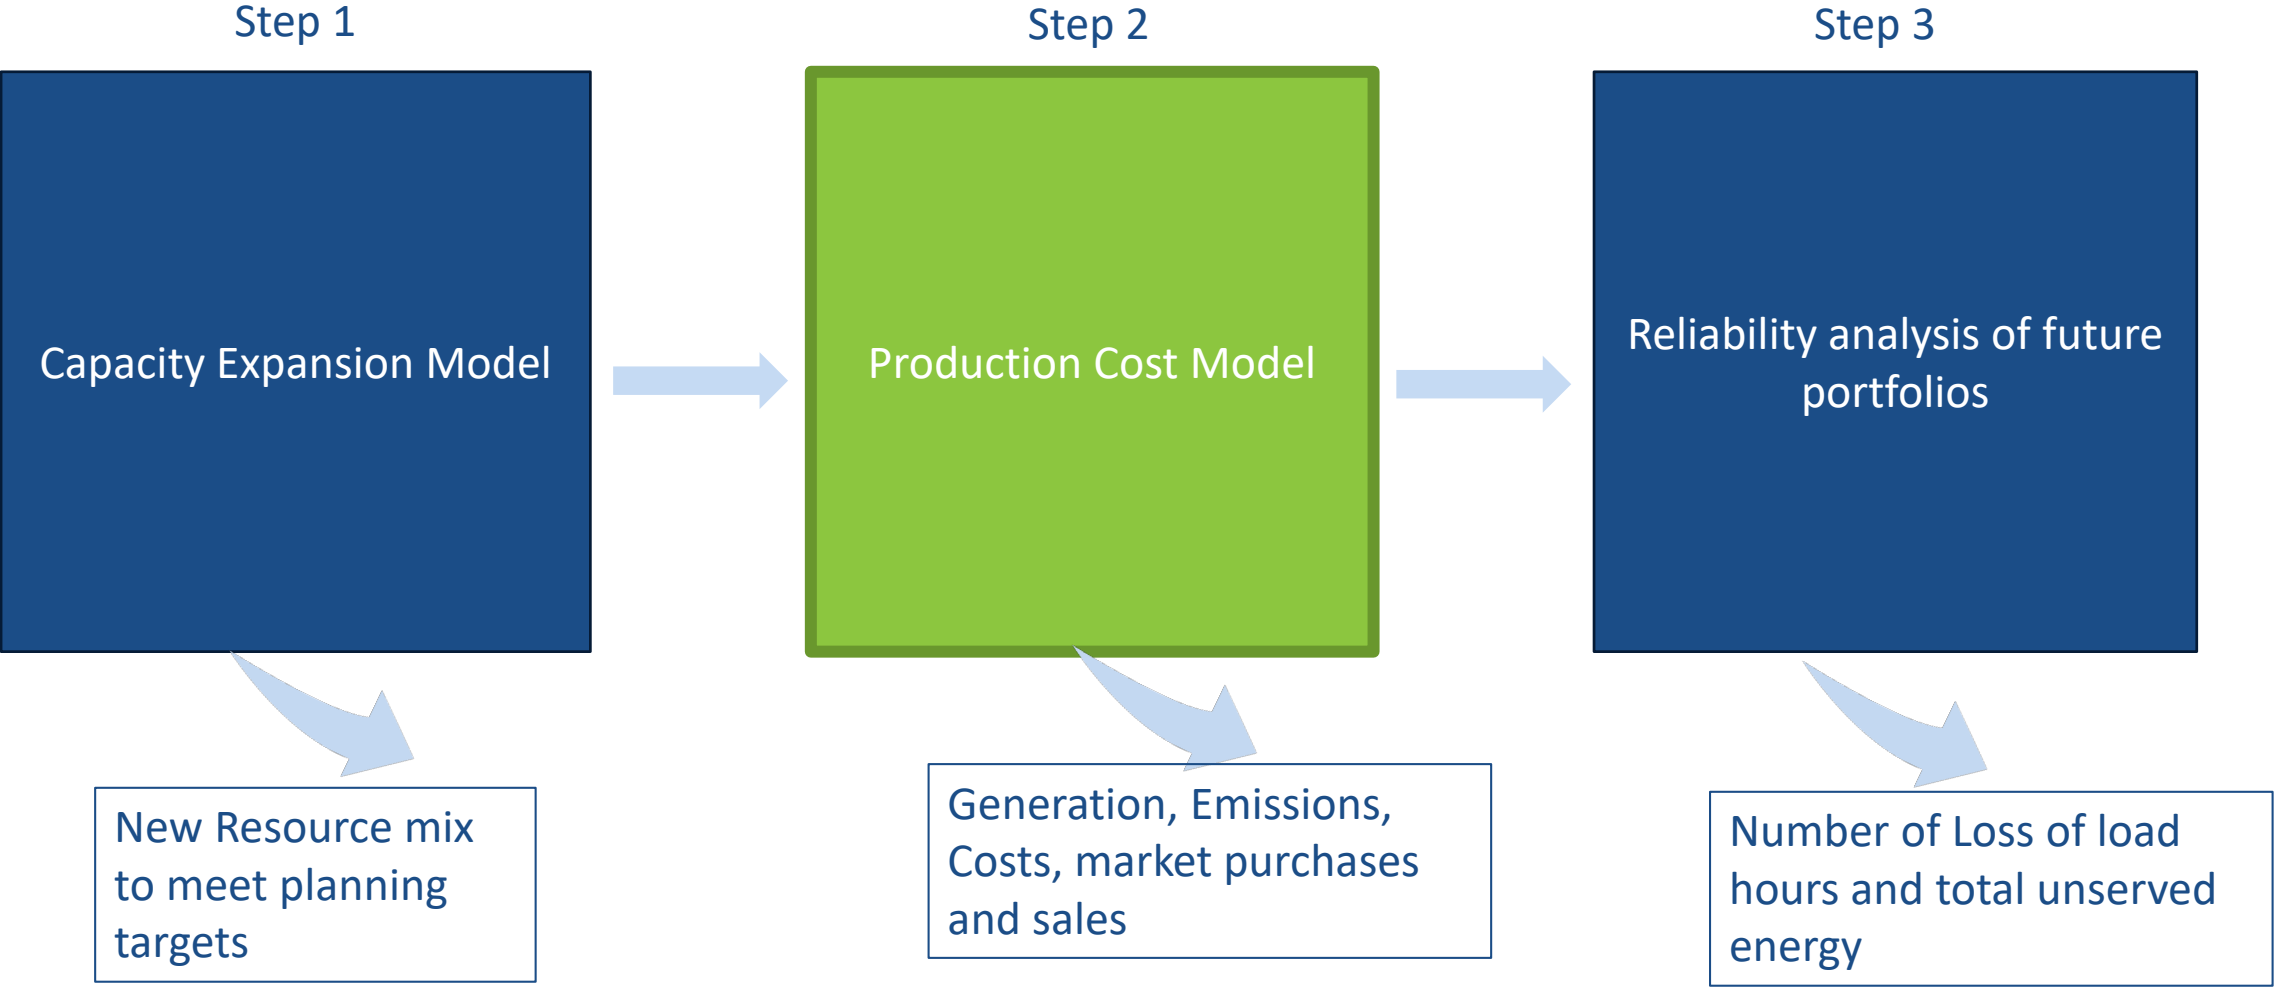 Step 1
Step 2
Step 3
Capacity Expansion Model
Production Cost Model
Reliability analysis of future
portfolios
New Resource mix
to meet planning
targets
Generation, Emissions,
Costs, market purchases
and sales
Number of Loss of load
hours and total unserved
energy